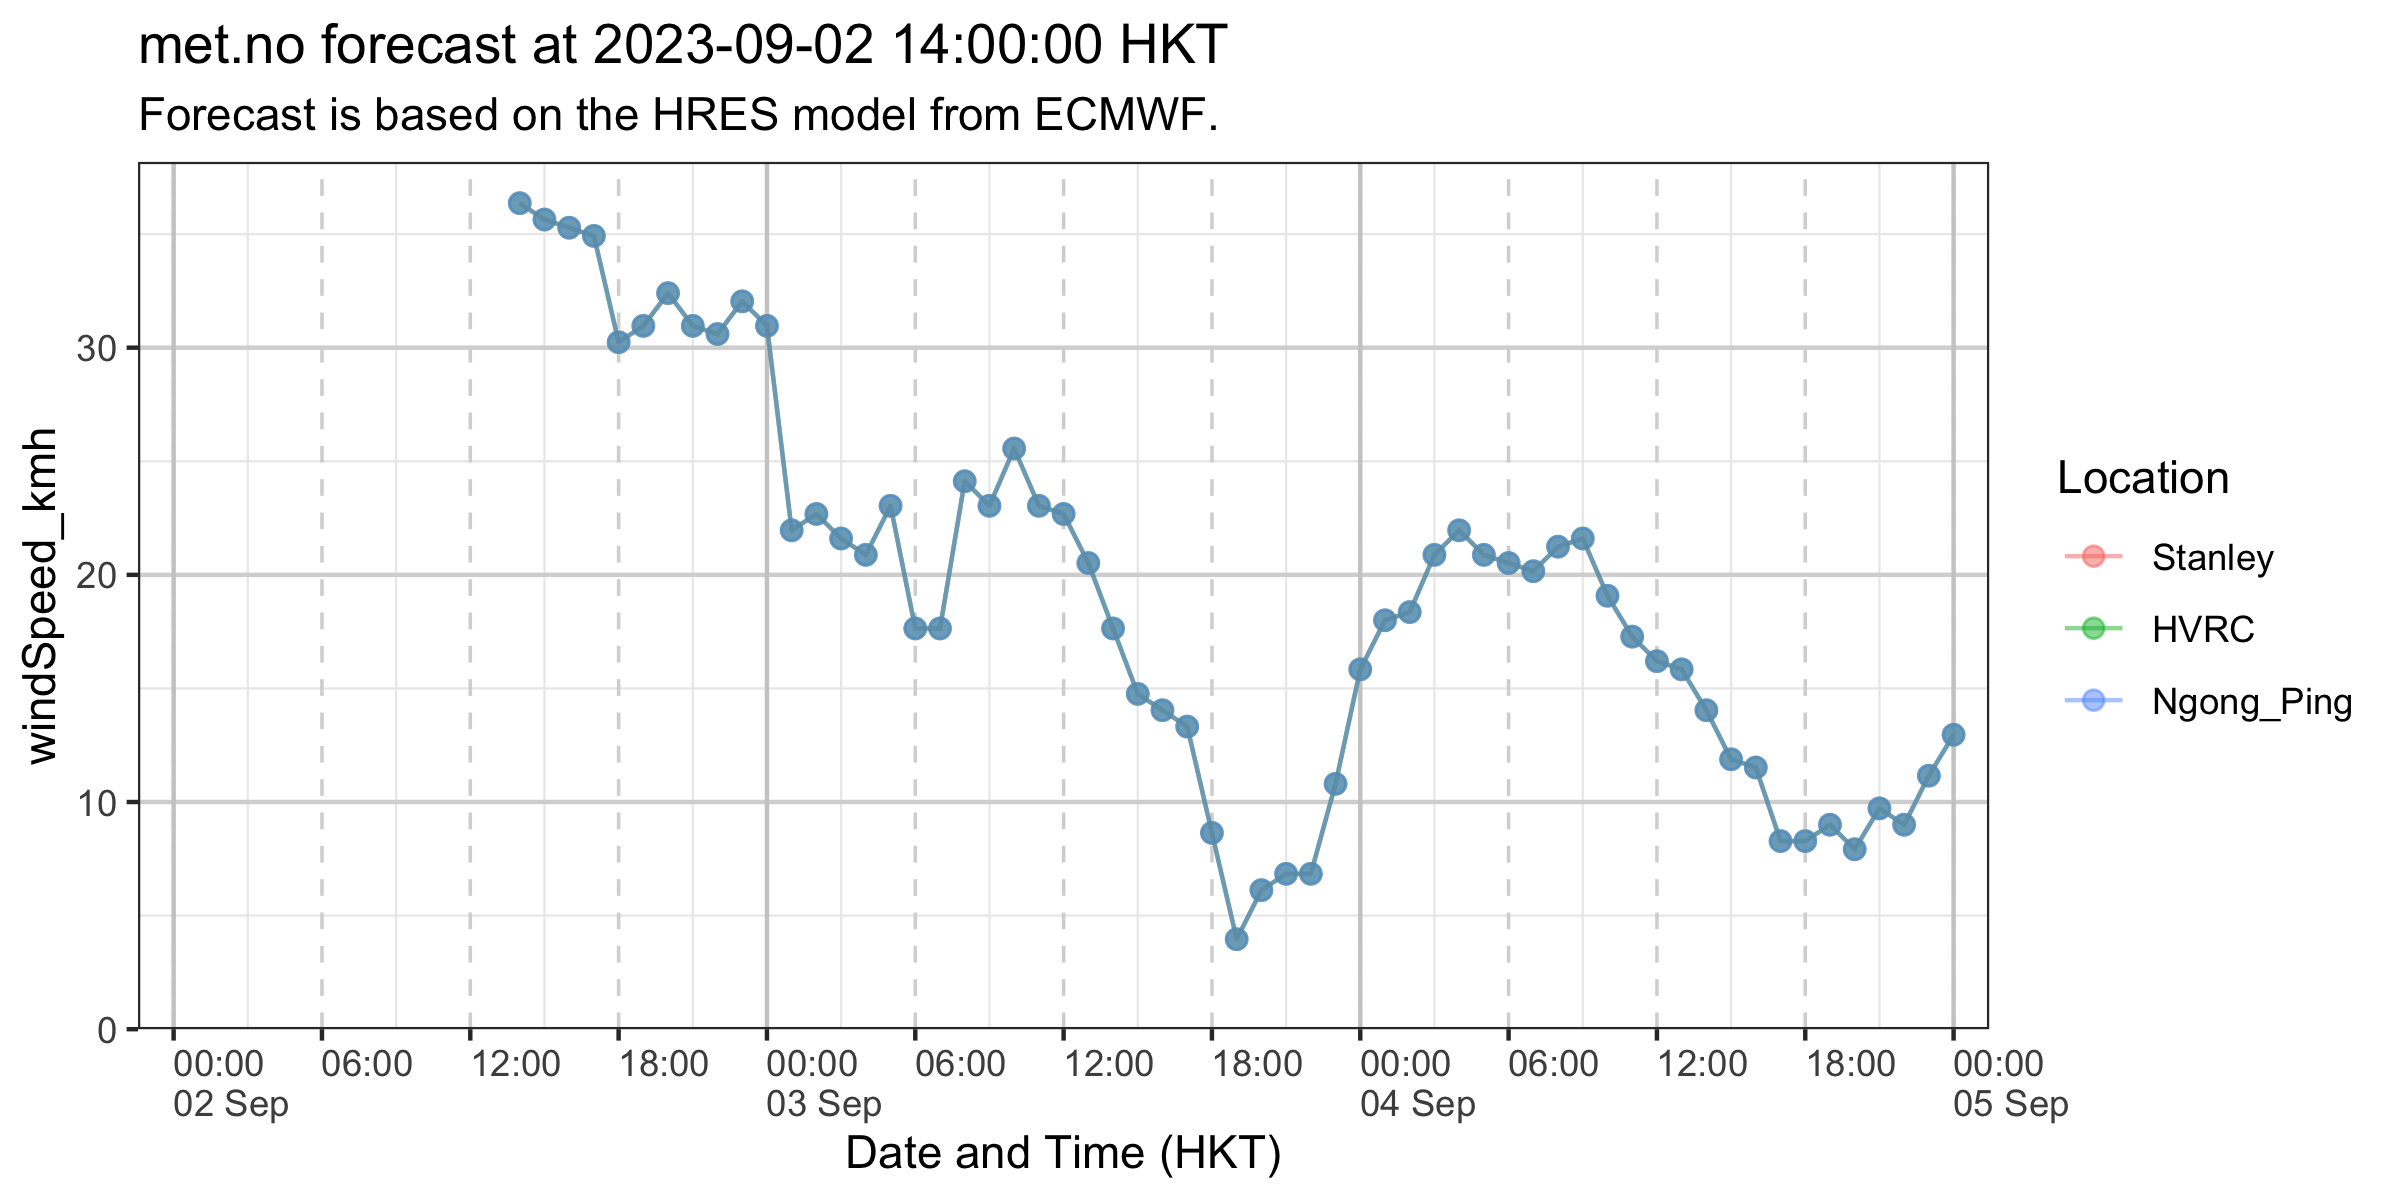 met.no forecast at 2023-09-02 14:00:00 HKT
Forecast is based on the HRES model from ECMWF.
windSpeed_kmh
30
20
10
0
00:00 06:00 12:00 18:00 00:00 06:00 12:00 18:00 00:00 06:00 12:00 18:00 00:00
02 Sep 03 Sep 04 Sep 05 Sep
Date and Time (HKT)
Location
Stanley
HVRC
Ngong_Ping